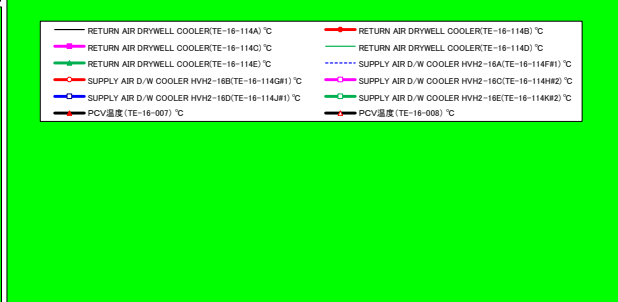 RETURN AIR DRYWELL COOLER(TE-16-114A) ℃ RETURN AIR DRYWELL COOLER(TE-16-114B) ℃
RETURN AIR DRYWELL COOLER(TE-16-114C) ℃ RETURN AIR DRYWELL COOLER(TE-16-114D) ℃
RETURN AIR DRYWELL COOLER(TE-16-114E) ℃ SUPPLY AIR D/W COOLER HVH2-16A(TE-16-114F#1) ℃
SUPPLY AIR D/W COOLER HVH2-16B(TE-16-114G#1) ℃ SUPPLY AIR D/W COOLER HVH2-16C(TE-16-114H#2) ℃
SUPPLY AIR D/W COOLER HVH2-16D(TE-16-114J#1) ℃ SUPPLY AIR D/W COOLER HVH2-16E(TE-16-114K#2) ℃
PCV温度(TE-16-007) ℃ PCV温度(TE-16-008) ℃